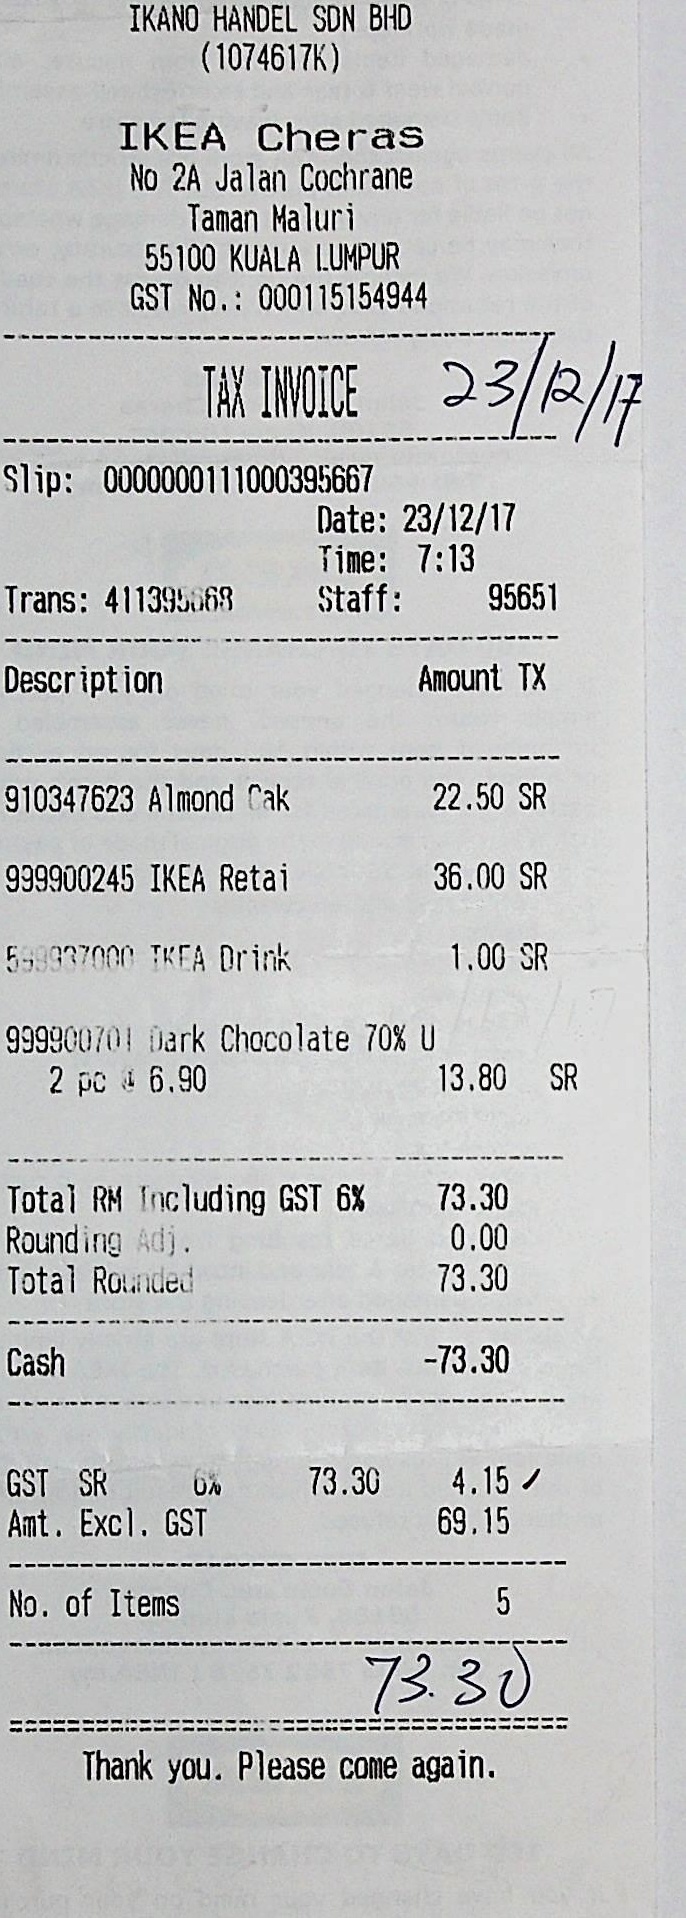 IKANO HANDEL SDN BHD
(1074617K)
IKEA Cheras
No 2A Jalan Cochrane
Taman Maluri
55100 KUALA LUMPUR
GST No.: 000115154944
TAX INVOICE 23/12/17
Slip: 0000000111000395667
Date: 23/12/17
Time: 7:13
Trans: 411395668 Staff: 95651
Description Amount TX
910347623 Almond Cak 22.50 SR
999900245 IKEA Retai 36.00 SR
599937000 IKEA Drink 1.00 SR
999900701 Dark Chocolate 70% U
2 pc @ 6.90 13.80 SR
Total RM Including GST 6% 73.30
Rounding Adj. 0.00
Total Rounded 73.30
Cash -73.30
GST SR 6% 73.30 4.15 ✓
Amt. Excl. GST 69.15
No. of Items 5
73.30
Thank you. Please come again.